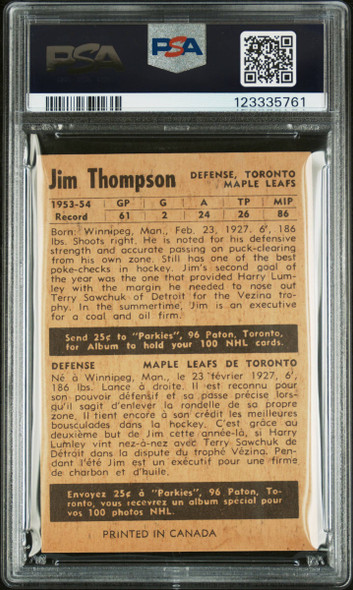 PSA
PSA
123335761
Jim Thompson
DEFENSE, TORONTO
MAPLE LEAFS
1953-54 GP G A TP MIP
Record 61 2 24 26 86
Born: Winnipeg, Man., Feb. 23, 1927. 6', 186
lbs. Shoots right. He is noted for his defensive
strength and accurate passing on puck-clearing
from his own zone. Still has one of the best
poke-checks in hockey. Jim's second goal of
the year was the one that provided Harry Lum-
ley with the margin he needed to nose out
Terry Sawchuk of Detroit for the Vezina tro-
phy. In the summertime, Jim is an executive
for a coal and oil firm.
Send 25¢ to "Parkies", 96 Paton, Toronto,
for Album to hold your 100 NHL cards.
DEFENSE MAPLE LEAFS DE TORONTO
Né à Winnipeg, Man., le 23 février 1927, 6',
186 lbs. Lance à droite. Il est reconnu pour
son pouvoir défensif et sa passe précise lors-
qu'il s'agit d'enlever la rondelle de sa propre
zone. Il tient encore à son crédit les meilleures
bousculades dans la hockey. C'est grâce au
deuxième but de Jim cette année-là, si Harry
Lumley vint nez-à-nez avec Terry Sawchuk de
Détroit dans la dispute du trophé Vézina. Pen-
dant l'été Jim est un exécutif pour une firme
de charbon et d'huile.
Envoyez 25¢ à "Parkies", 96 Paton, To-
ronto, vous recevrez un album spécial pour
vos 100 photos NHL.
PRINTED IN CANADA